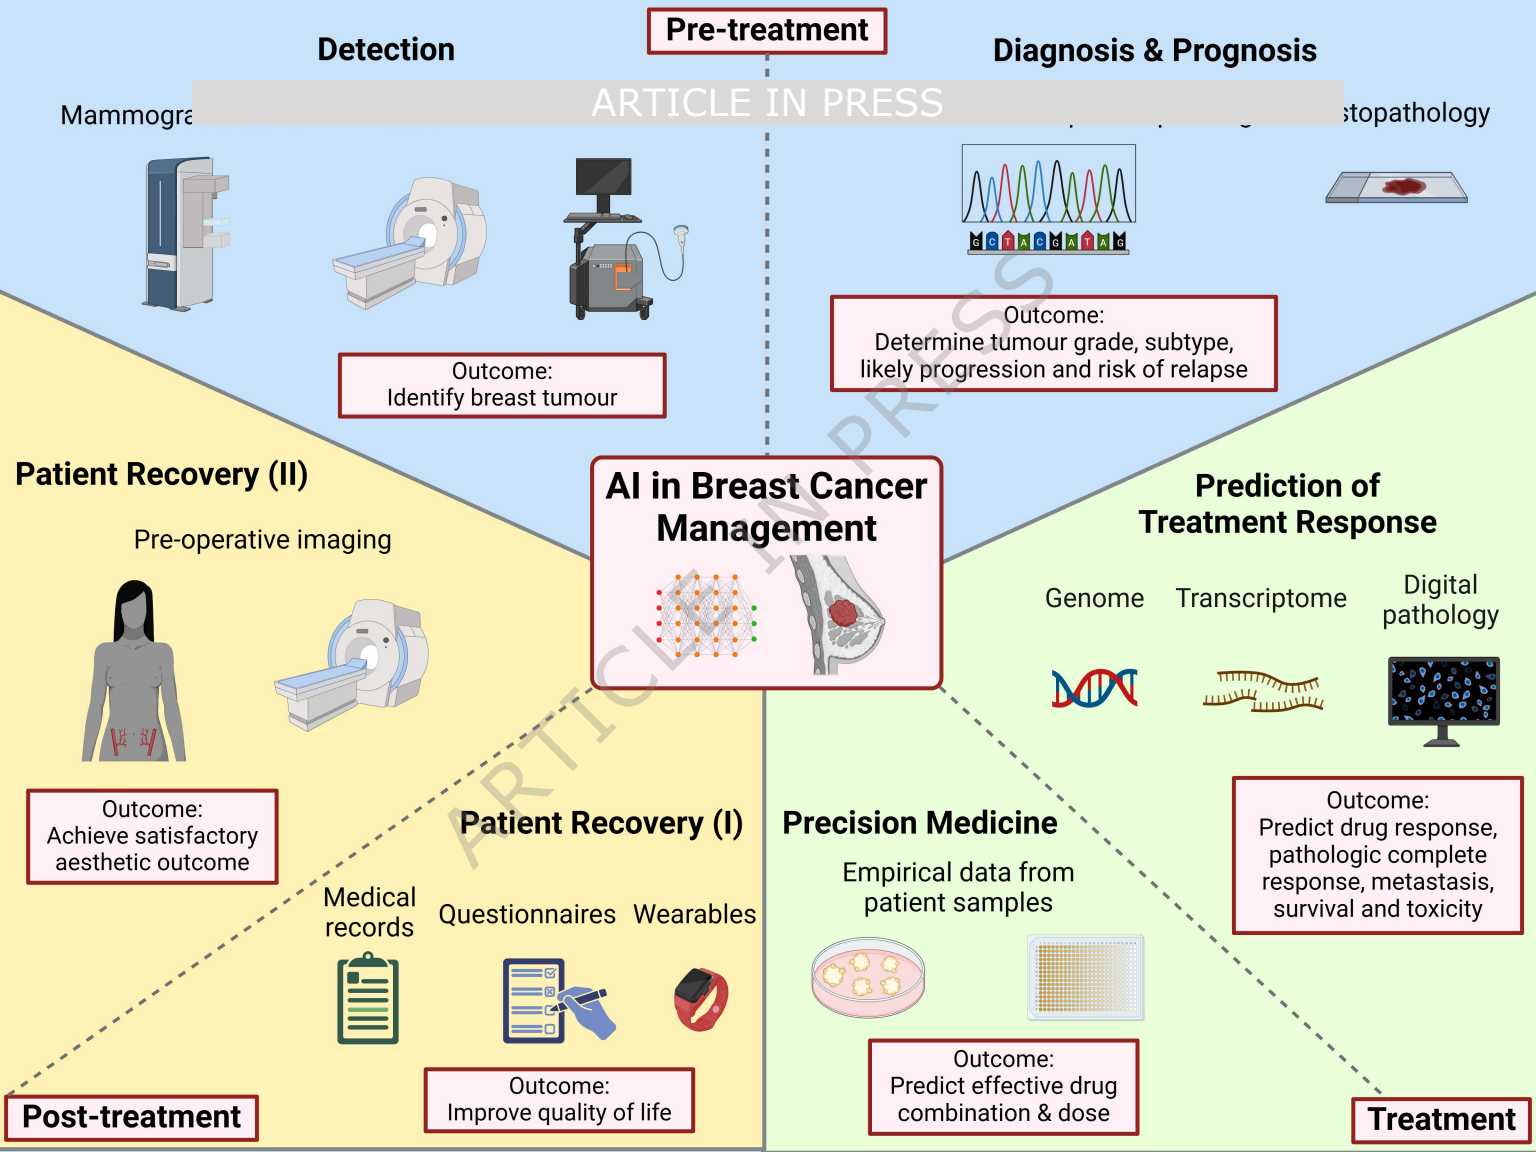 Pre-treatment
Detection
Diagnosis & Prognosis
ARTICLE IN PRESS
Mammogra
stopathology
G C T A C G A T A G
Outcome:
Determine tumour grade, subtype,
likely progression and risk of relapse
Outcome:
Identify breast tumour
AI in Breast Cancer
Management
Patient Recovery (II)
Pre-operative imaging
Outcome:
Achieve satisfactory
aesthetic outcome
Prediction of
Treatment Response
Genome
Transcriptome
Digital
pathology
Outcome:
Predict drug response,
pathologic complete
response, metastasis,
survival and toxicity
Patient Recovery (I)
Medical
records
Questionnaires
Wearables
Outcome:
Improve quality of life
Precision Medicine
Empirical data from
patient samples
Outcome:
Predict effective drug
combination & dose
Post-treatment
Treatment
ARTICLE IN PRESS